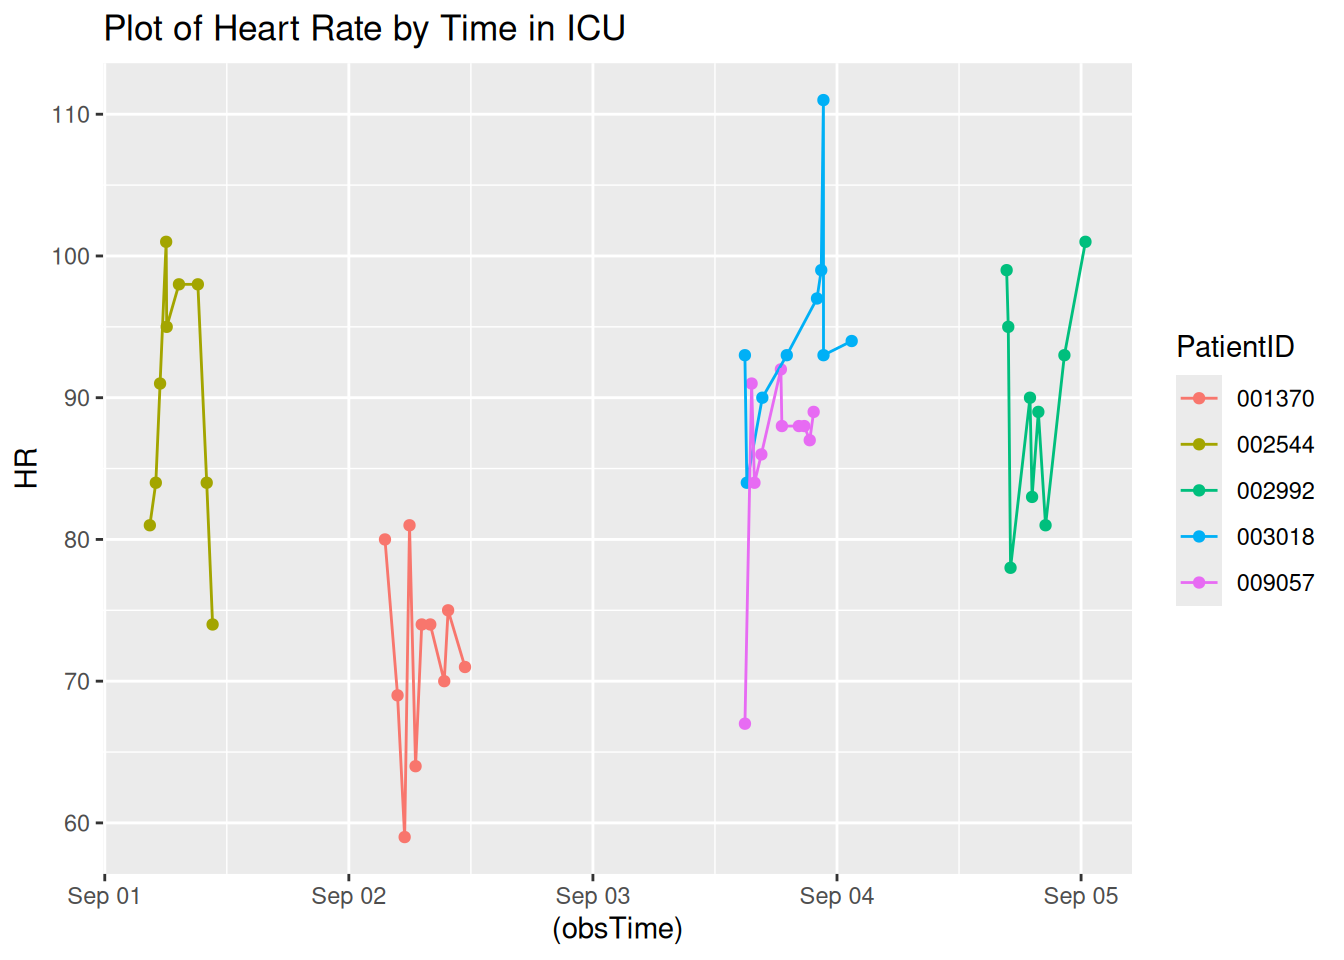 Plot of Heart Rate by Time in ICU
110
100
90
80
70
60
HR
Sep 01 Sep 02 Sep 03 Sep 04 Sep 05
(obsTime)
PatientID
001370
002544
002992
003018
009057